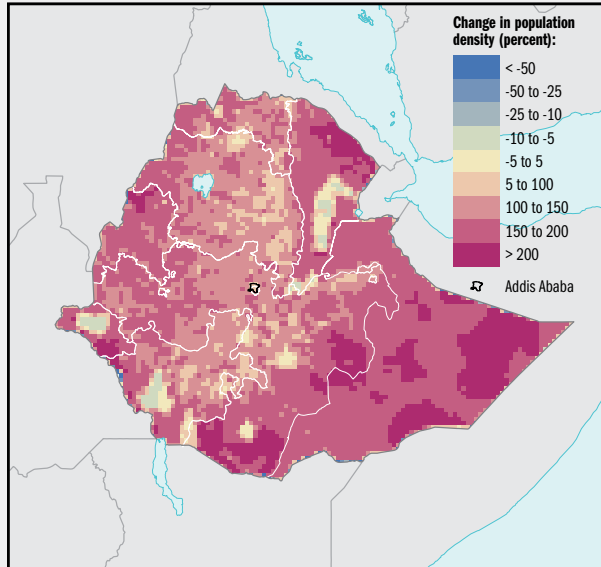 Change in population
density (percent):
< -50
-50 to -25
-25 to -10
-10 to -5
-5 to 5
5 to 100
100 to 150
150 to 200
> 200
Addis Ababa